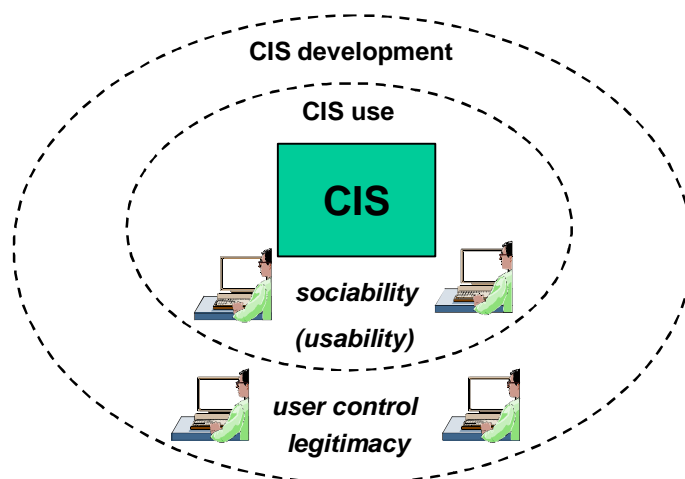 CIS development
CIS use
CIS
sociability
(usability)
user control
legitimacy